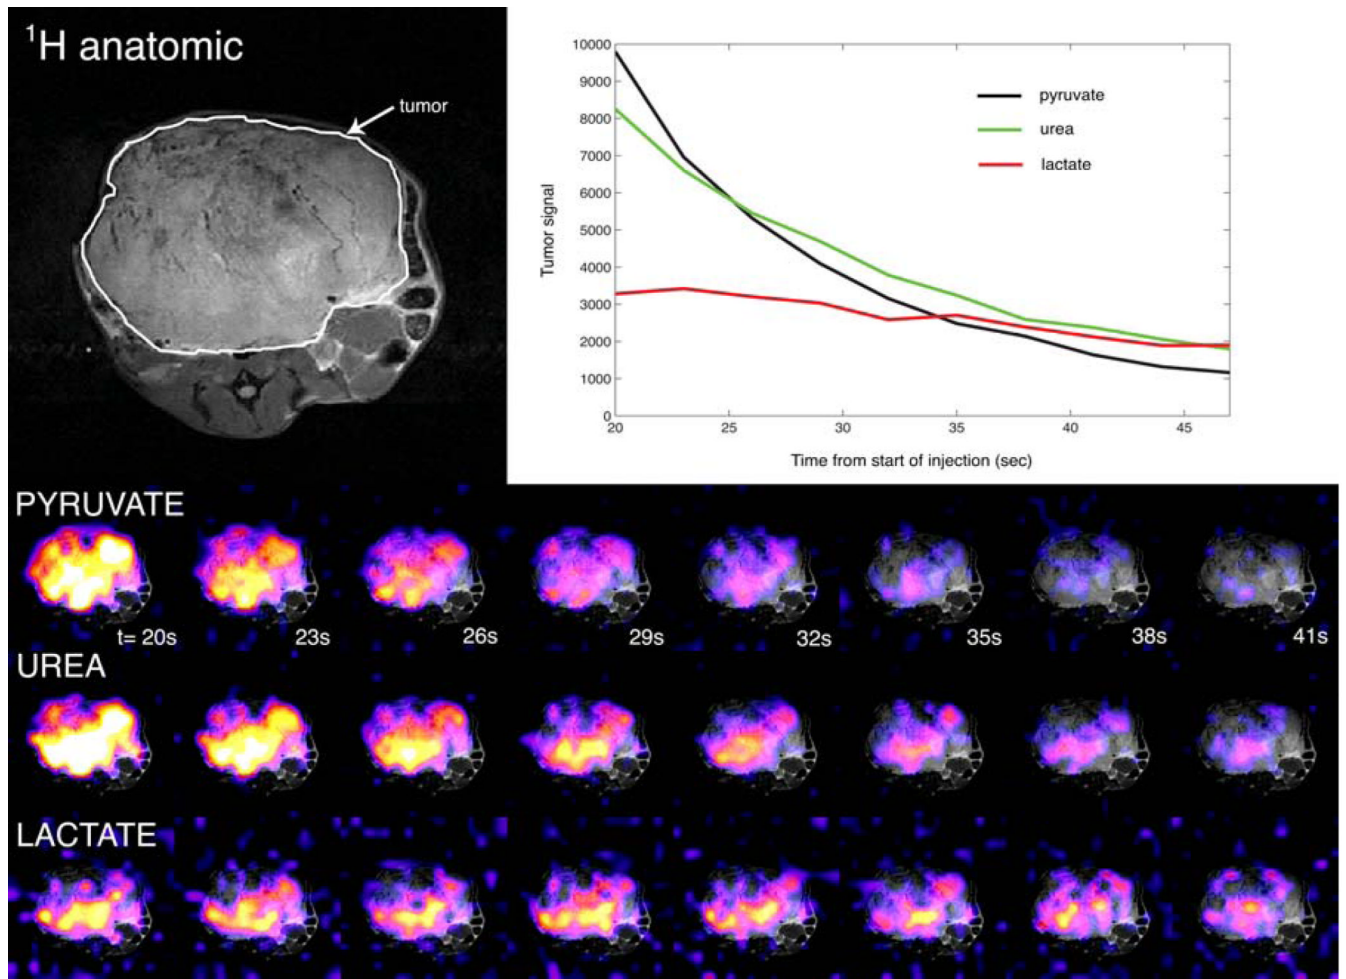 ¹H anatomic
tumor
10000
9000
8000
7000
6000
5000
4000
3000
2000
1000
0
Tumor signal
pyruvate
urea
lactate
20 25 30 35 40 45
Time from start of injection (sec)
PYRUVATE
t= 20s 23s 26s 29s 32s 35s 38s 41s
UREA
LACTATE